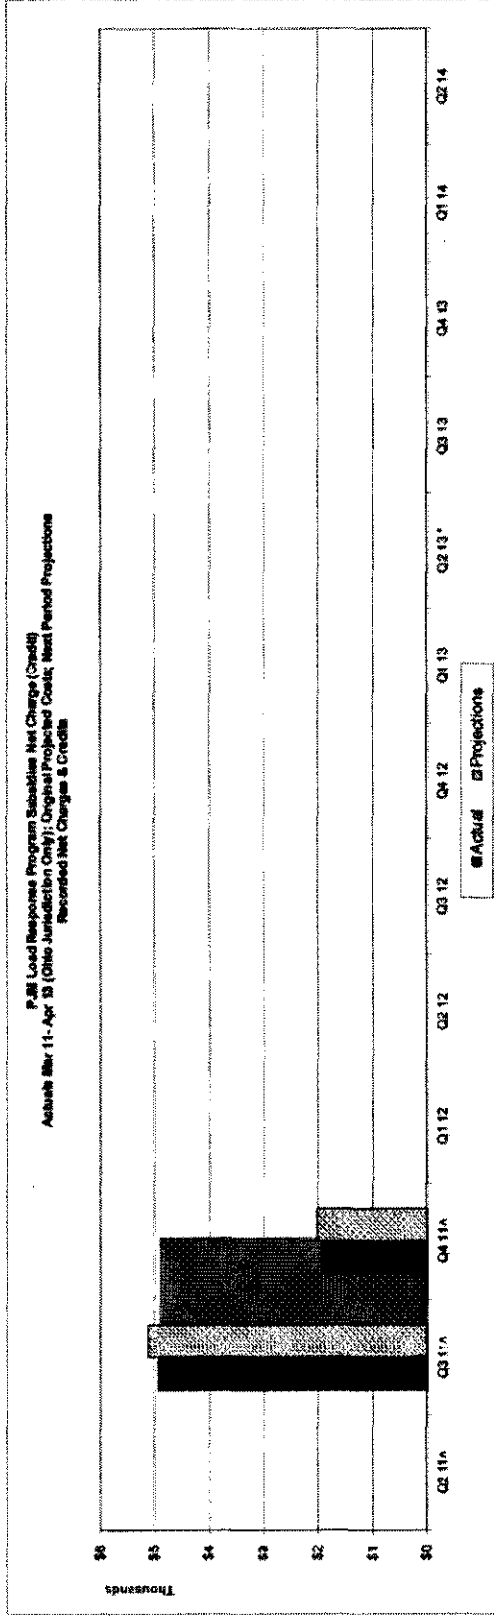 PJM Load Response Program Subsidies Net Charge (Credit)
Actuals Mar 11- Apr 13 (Ohio Jurisdiction Only); Original Projected Costs; Next Period Projections
Recorded Net Charges & Credits
Thousands
$6
$5
$4
$3
$2
$1
$0
Q2 11^
Q3 11^
Q4 11^
Q1 12
Q2 12
Q3 12
Q4 12
Q1 13
Q2 13*
Q3 13
Q4 13
Q1 14
Q2 14
Actual
Projections